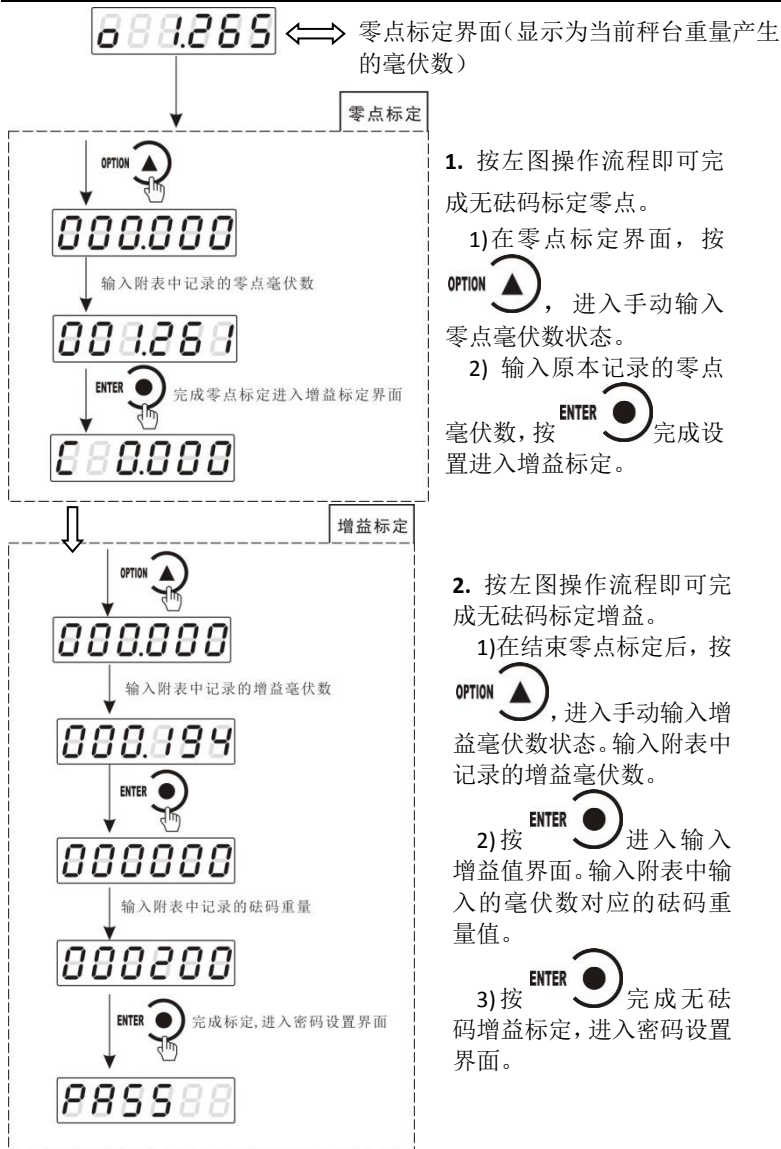 o 1.265
零点标定界面(显示为当前秤台重量产生
的毫伏数)
零点标定
OPTION
000.000
输入附表中记录的零点毫伏数
001.261
ENTER
完成零点标定进入增益标定界面
C 0.000
1. 按左图操作流程即可完
成无砝码标定零点。
1)在零点标定界面，按
OPTION ，进入手动输入
零点毫伏数状态。
2) 输入原本记录的零点
毫伏数，按 ENTER 完成设
置进入增益标定。
增益标定
OPTION
000.000
输入附表中记录的增益毫伏数
000.194
ENTER
000000
输入附表中记录的砝码重量
000200
ENTER
完成标定,进入密码设置界面
PASS
2. 按左图操作流程即可完
成无砝码标定增益。
1)在结束零点标定后，按
OPTION ，进入手动输入增
益毫伏数状态。输入附表中
记录的增益毫伏数。
2)按 ENTER 进入输入
增益值界面。输入附表中输
入的毫伏数对应的砝码重
量值。
3)按 ENTER 完成无砝
码增益标定，进入密码设置
界面。